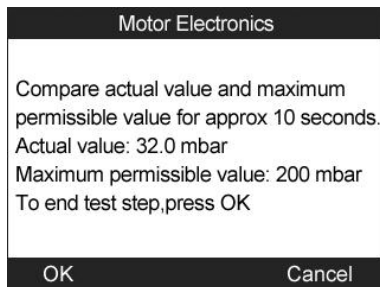 Motor Electronics
Compare actual value and maximum
permissible value for approx 10 seconds.
Actual value: 32.0 mbar
Maximum permissible value: 200 mbar
To end test step,press OK
OK Cancel